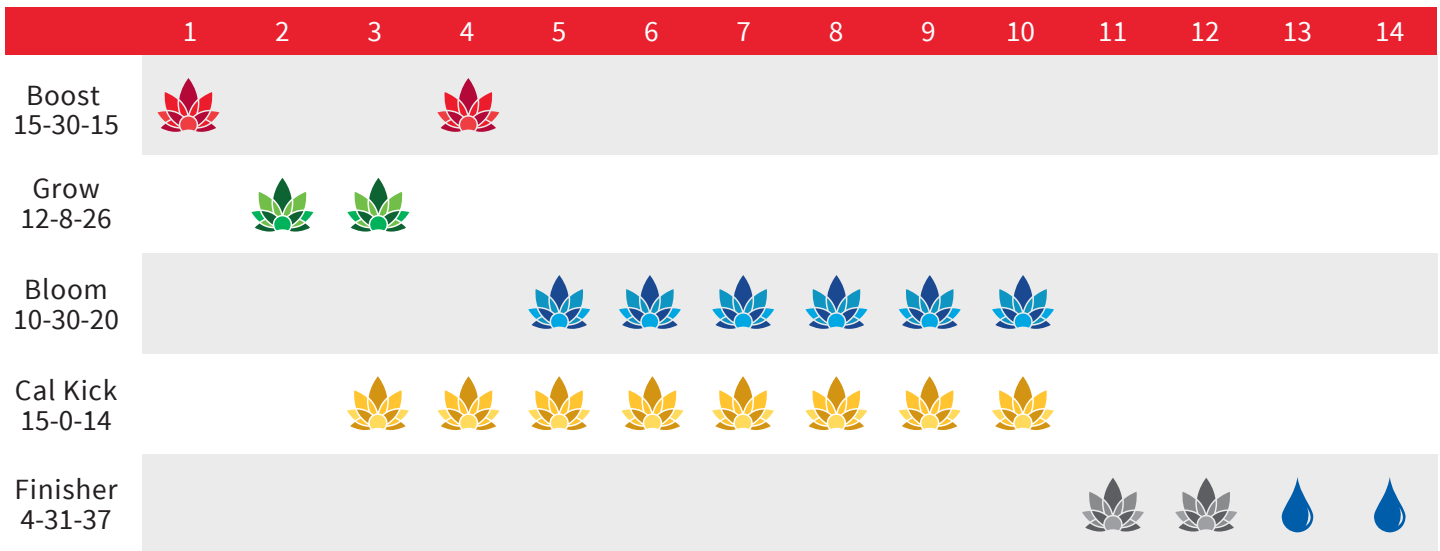 1 2 3 4 5 6 7 8 9 10 11 12 13 14
Boost
15-30-15
Grow
12-8-26
Bloom
10-30-20
Cal Kick
15-0-14
Finisher
4-31-37